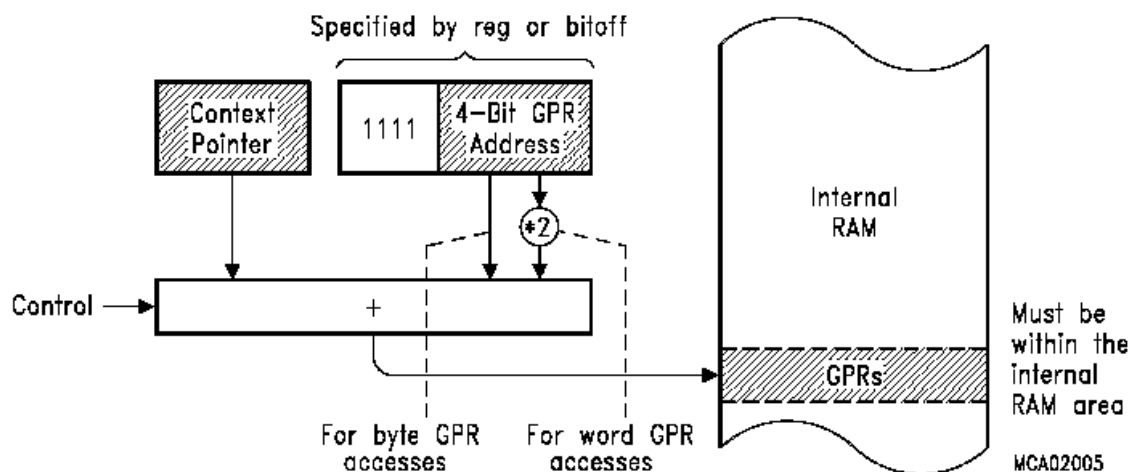 Specified by reg or bitoff
Context
Pointer
1111
4-Bit GPR
Address
*2
Internal
RAM
Control
+
Must be
within the
internal
RAM area
GPRs
For byte GPR
accesses
For word GPR
accesses
MCA02005